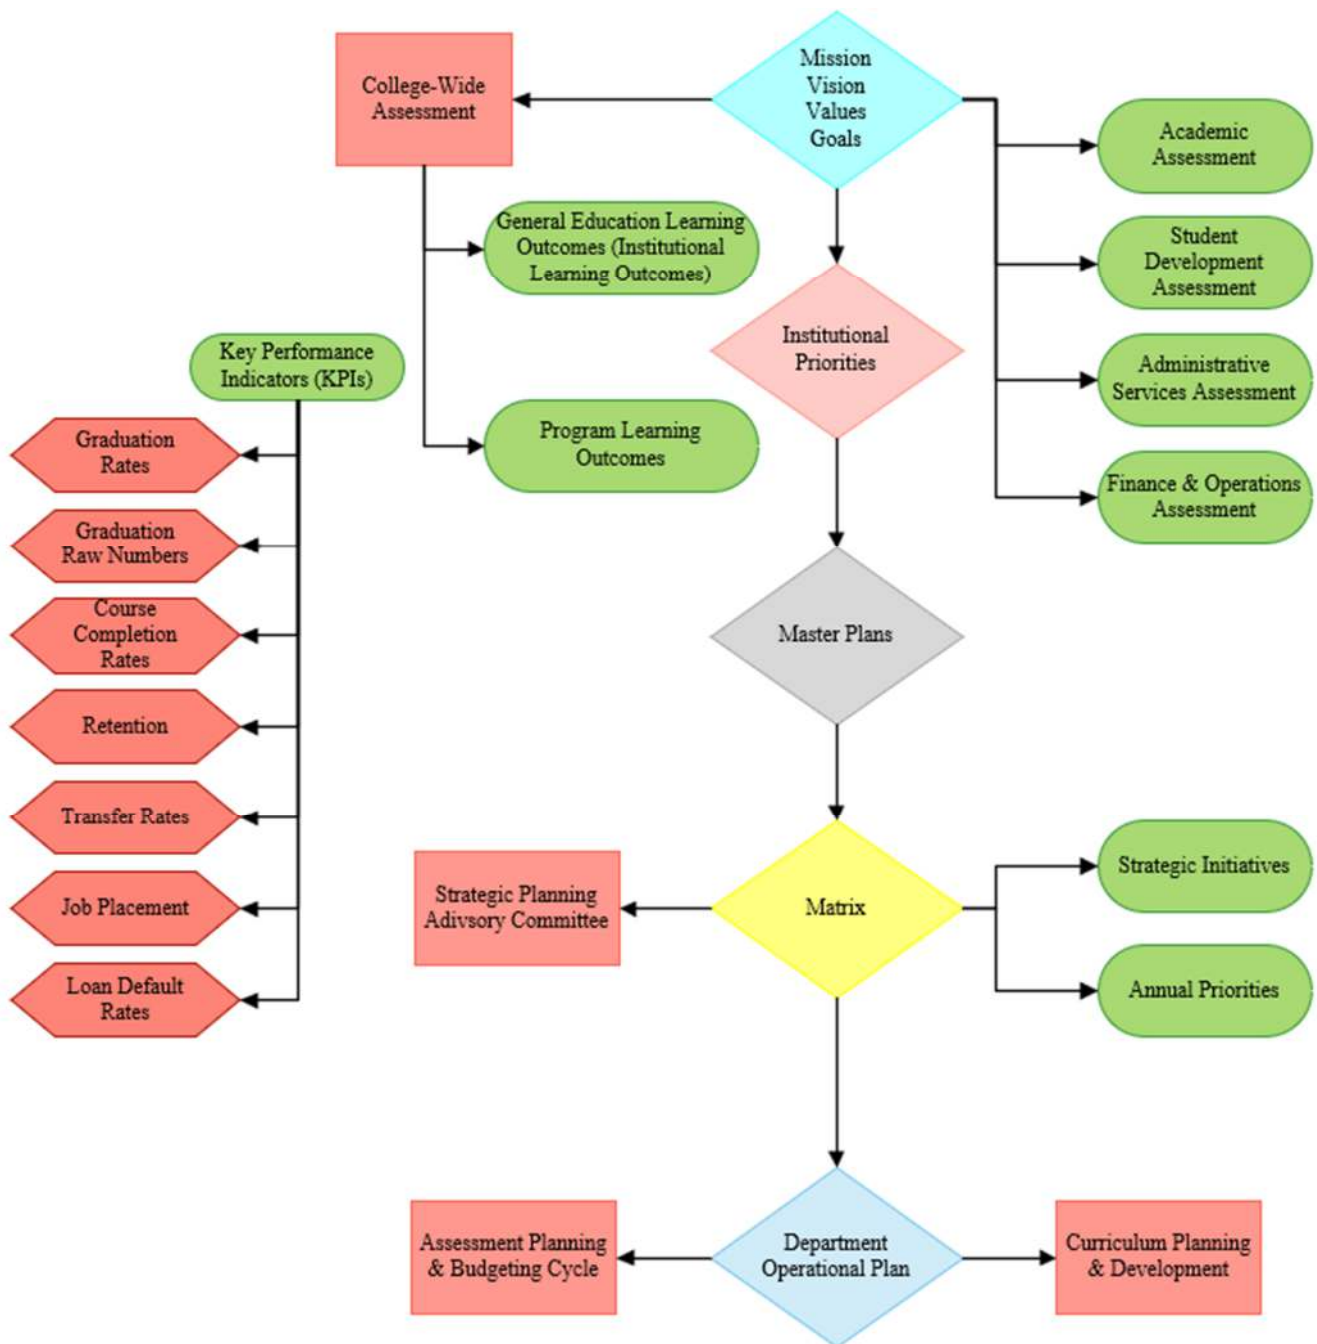 College-Wide
Assessment
Mission
Vision
Values
Goals
Academic
Assessment
General Education Learning
Outcomes (Institutional
Learning Outcomes)
Student
Development
Assessment
Institutional
Priorities
Key Performance
Indicators (KPIs)
Administrative
Services Assessment
Program Learning
Outcomes
Finance & Operations
Assessment
Graduation
Rates
Graduation
Raw Numbers
Course
Completion
Rates
Master Plans
Retention
Transfer Rates
Job Placement
Loan Default
Rates
Strategic Planning
Adivsory Committee
Matrix
Strategic Initiatives
Annual Priorities
Assessment Planning
& Budgeting Cycle
Department
Operational Plan
Curriculum Planning
& Development